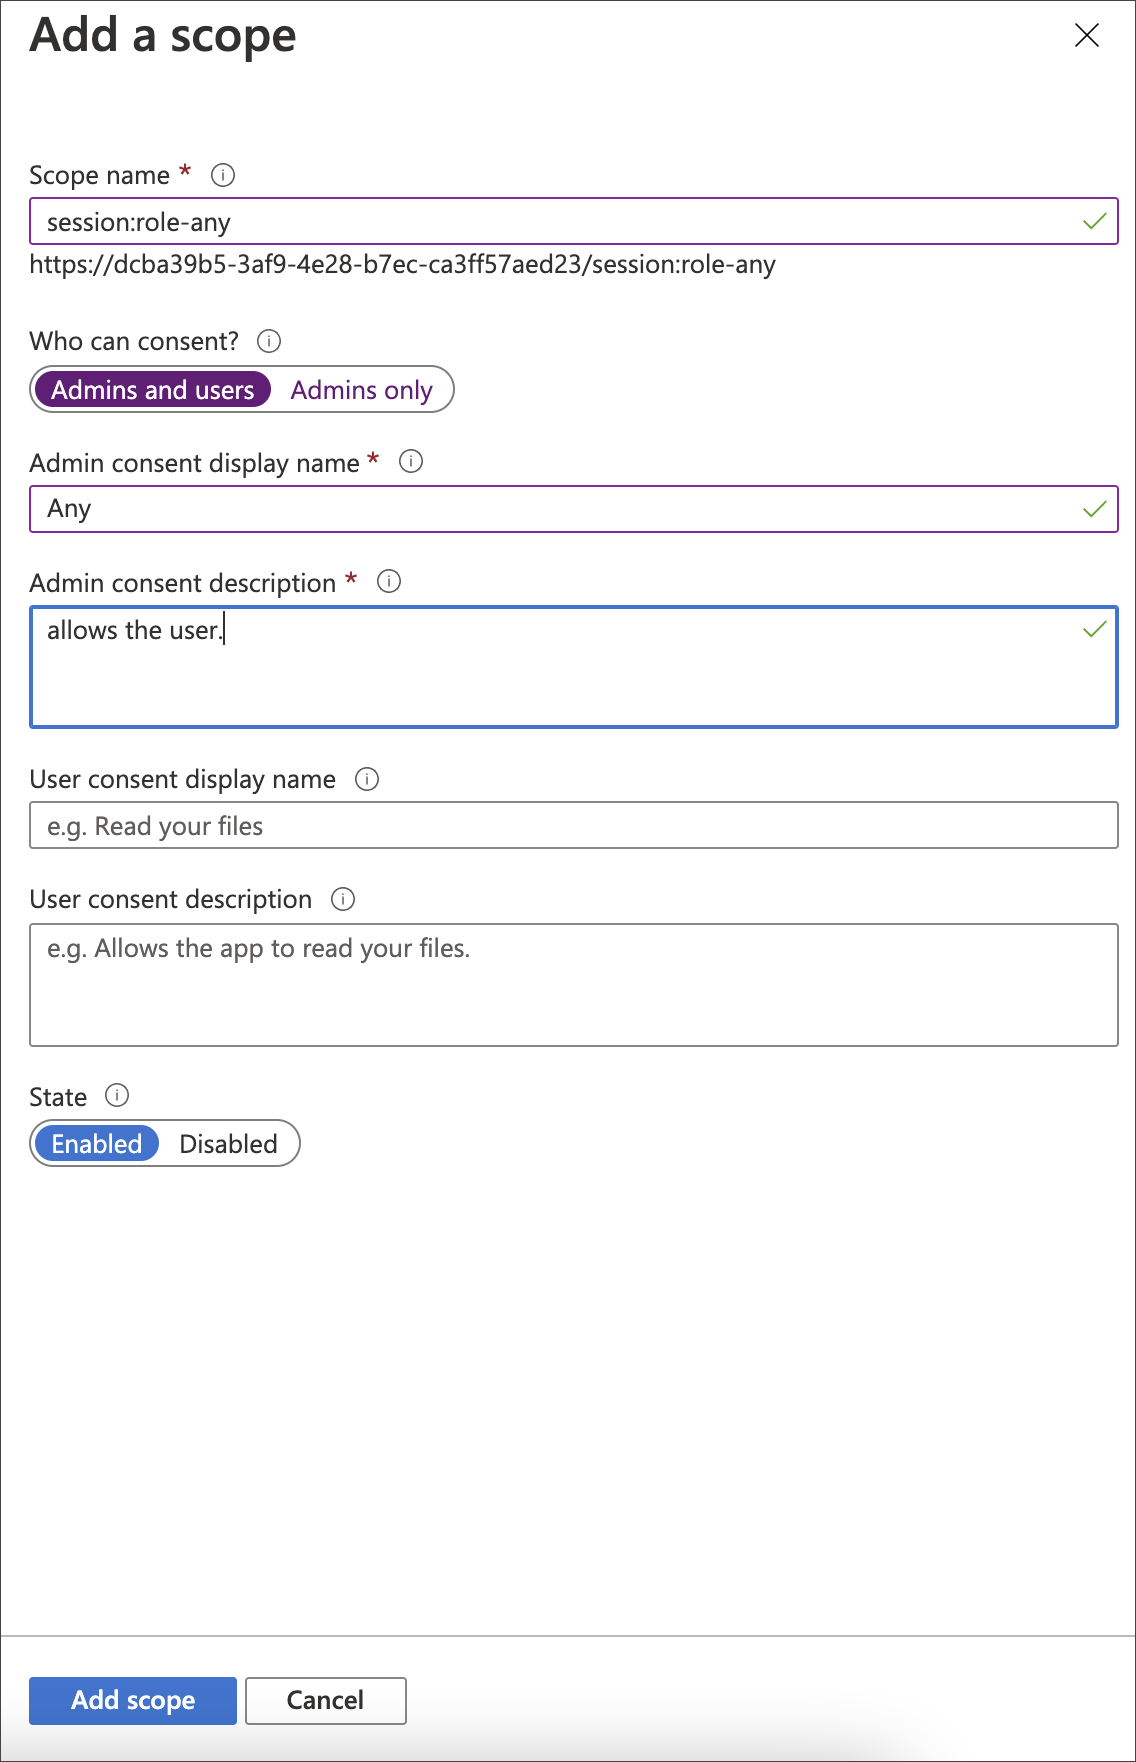 Add a scope
Scope name *
session:role-any
https://dcba39b5-3af9-4e28-b7ec-ca3ff57aed23/session:role-any
Who can consent?
Admins and users Admins only
Admin consent display name *
Any
Admin consent description *
allows the user.
User consent display name
e.g. Read your files
User consent description
e.g. Allows the app to read your files.
State
Enabled Disabled
Add scope Cancel